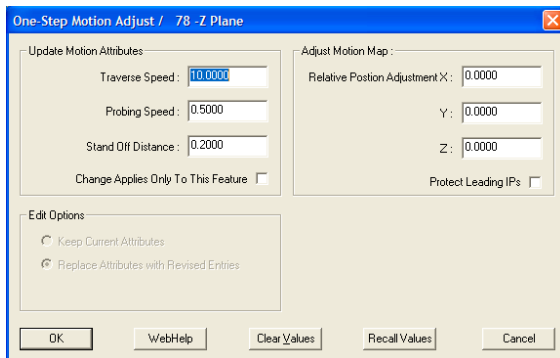 One-Step Motion Adjust / 78 -Z Plane
Update Motion Attributes
Traverse Speed : 10.0000
Probing Speed : 0.5000
Stand Off Distance : 0.2000
Change Applies Only To This Feature
Adjust Motion Map :
Relative Postion Adjustment X : 0.0000
Y : 0.0000
Z : 0.0000
Protect Leading IPs
Edit Options
Keep Current Attributes
Replace Attributes with Revised Entries
OK WebHelp Clear Values Recall Values Cancel